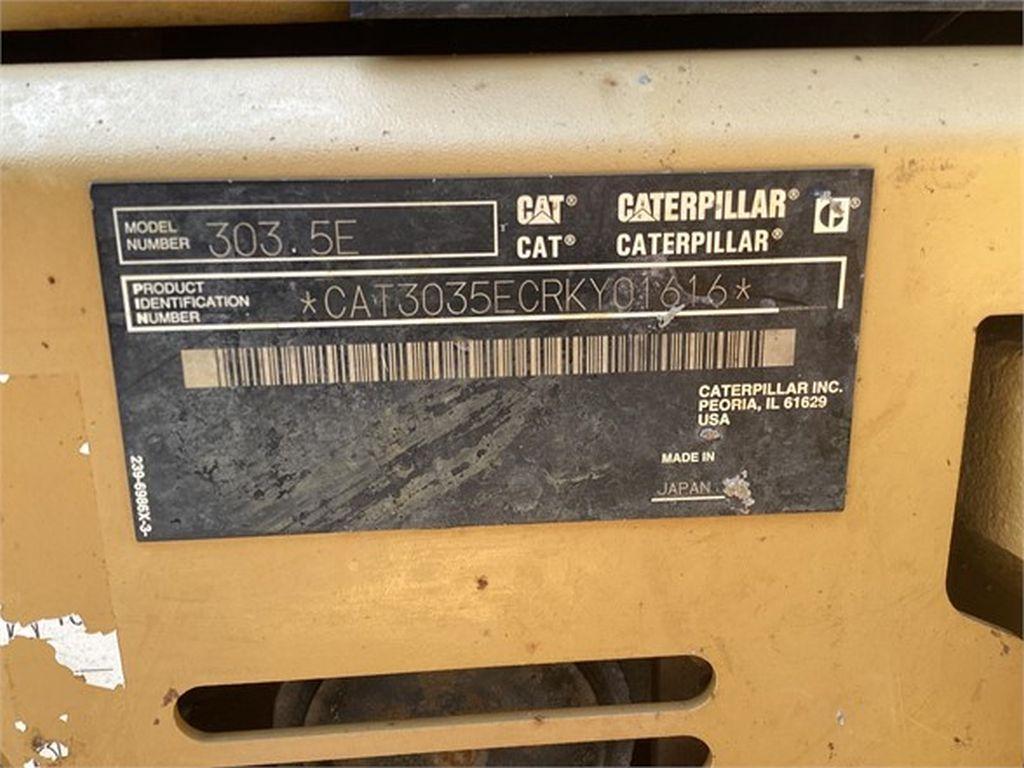 MODEL
NUMBER 303.5E
CAT® CATERPILLAR® ®
CAT® CATERPILLAR®
PRODUCT
IDENTIFICATION
NUMBER *CAT3035ECRKY01616*
CATERPILLAR INC.
PEORIA, IL 61629
USA
MADE IN
JAPAN
239-6986X-3-